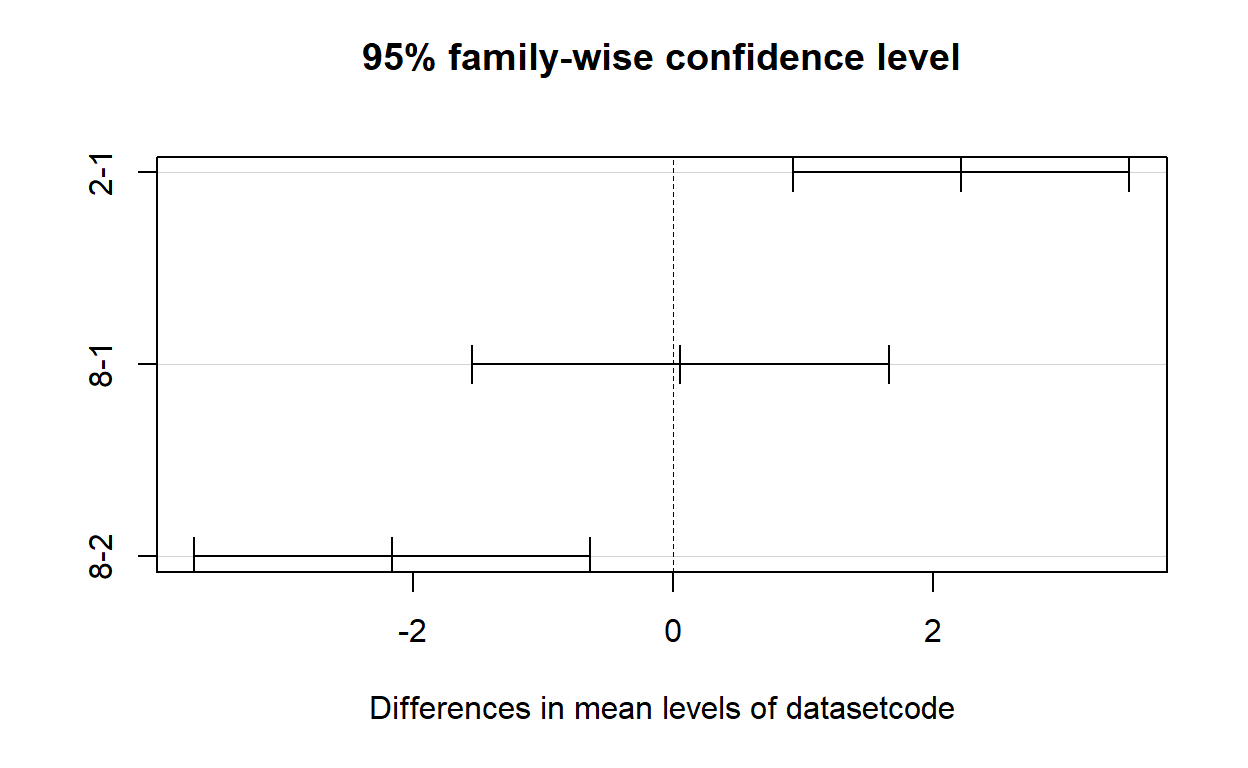 95% family-wise confidence level
2-1
8-1
8-2
-2 0 2
Differences in mean levels of datasetcode